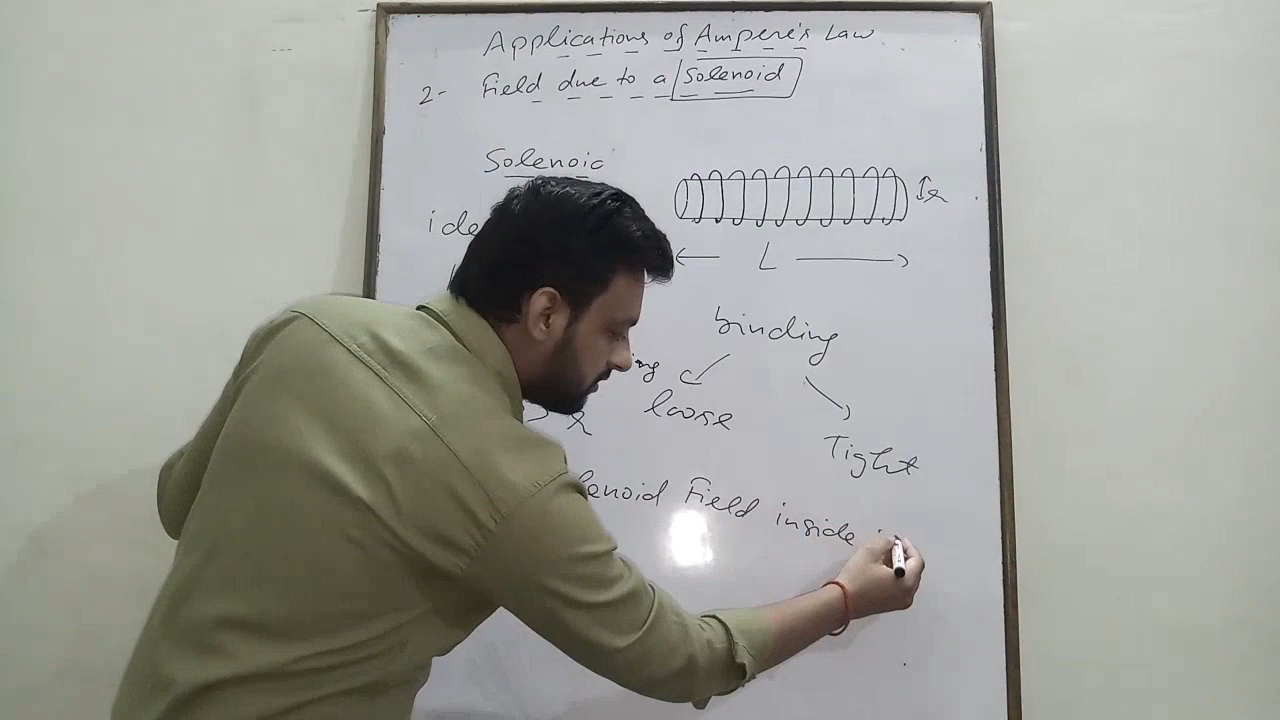 Applications of Ampere's Law
2- Field due to a Solenoid
Solenoid
ide
L
binding
loose
Tight
lenoid Field inside